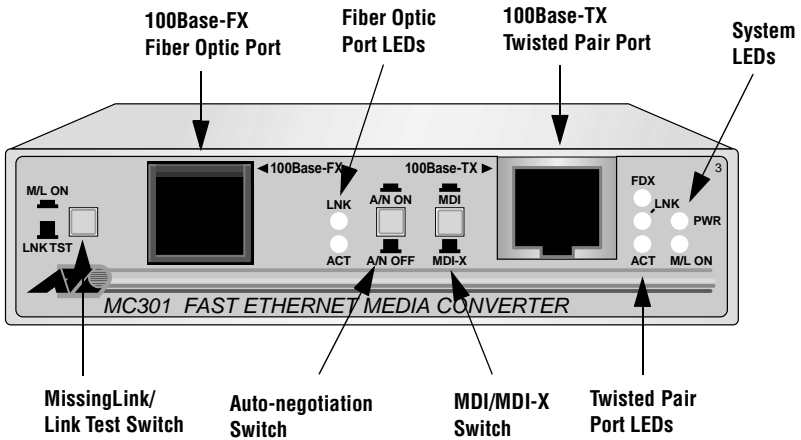 100Base-FX
Fiber Optic Port
Fiber Optic
Port LEDs
100Base-TX
Twisted Pair Port
System
LEDs
◄100Base-FX
100Base-TX ►
3
M/L ON
LNK TST
LNK
ACT
A/N ON
A/N OFF
MDI
MDI-X
FDX
LNK
PWR
ACT
M/L ON
MC301 FAST ETHERNET MEDIA CONVERTER
MissingLink/
Link Test Switch
Auto-negotiation
Switch
MDI/MDI-X
Switch
Twisted Pair
Port LEDs